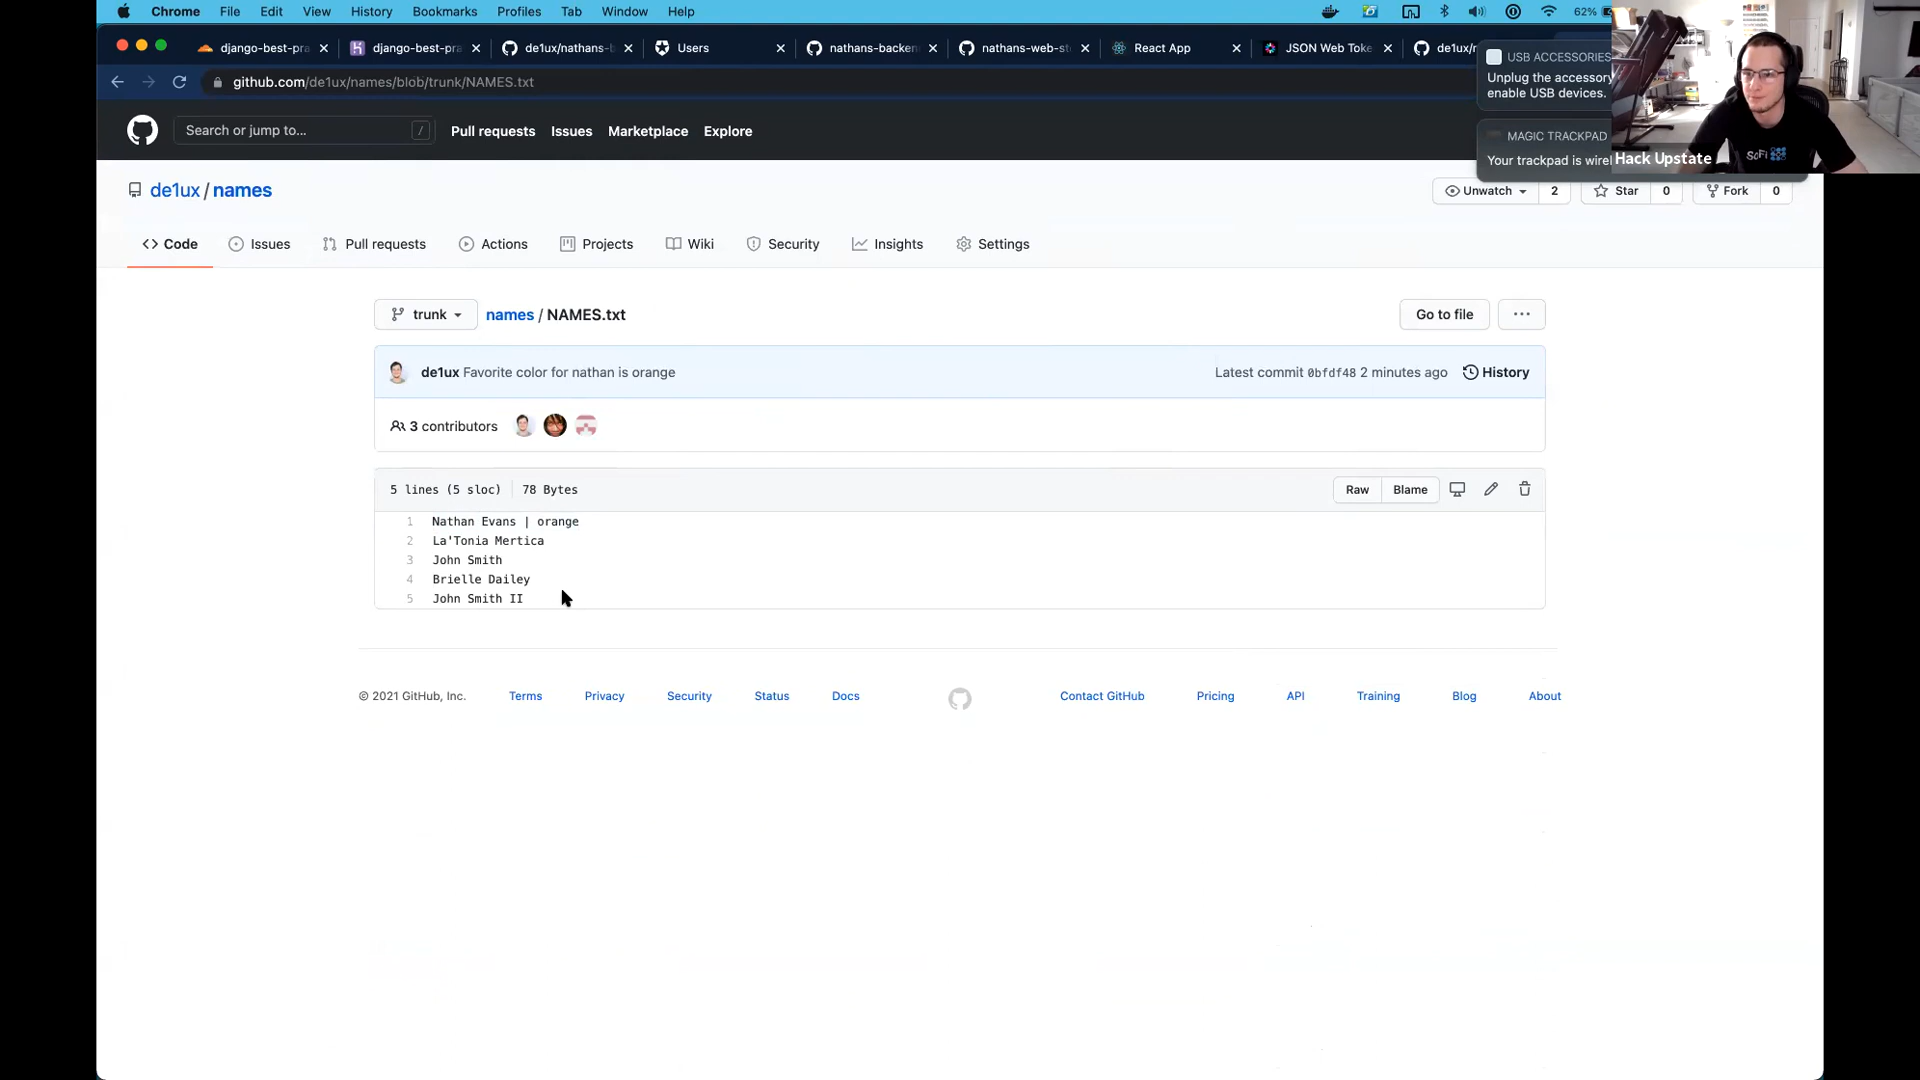 Chrome File Edit View History Bookmarks Profiles Tab Window Help 62%
django-best-pra django-best-pra de1ux/nathans-b Users nathans-backen nathans-web-st React App JSON Web Toke de1ux/n
github.com/de1ux/names/blob/trunk/NAMES.txt
USB ACCESSORIES
Unplug the accessory
enable USB devices.
MAGIC TRACKPAD
Your trackpad is wirel
Hack Upstate
SoFi
Search or jump to... / Pull requests Issues Marketplace Explore
de1ux / names
Unwatch 2 Star 0 Fork 0
<> Code Issues Pull requests Actions Projects Wiki Security Insights Settings
trunk names / NAMES.txt Go to file ...
de1ux Favorite color for nathan is orange Latest commit 0bfdf48 2 minutes ago History
3 contributors
5 lines (5 sloc) 78 Bytes Raw Blame
1 Nathan Evans | orange
2 La'Tonia Mertica
3 John Smith
4 Brielle Dailey
5 John Smith II
© 2021 GitHub, Inc. Terms Privacy Security Status Docs Contact GitHub Pricing API Training Blog About